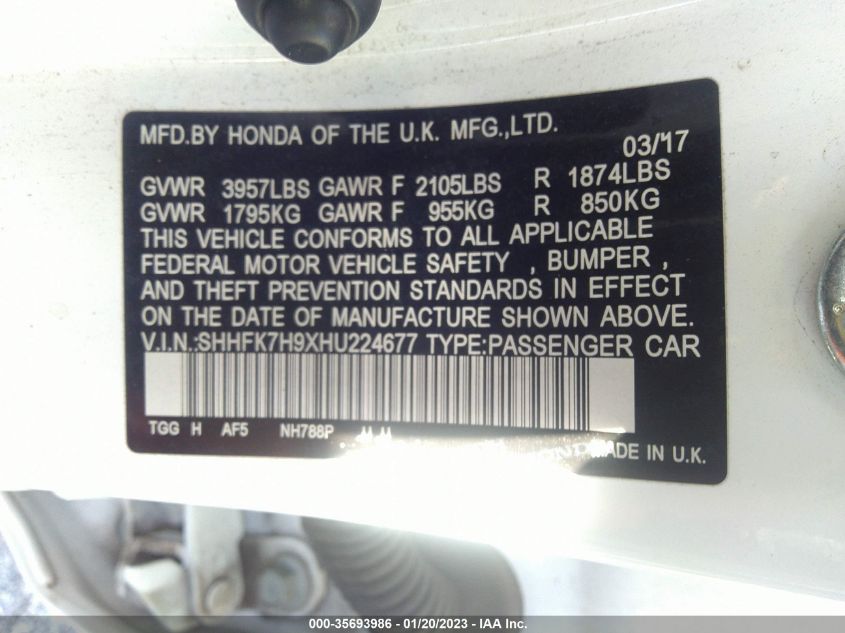 MFD.BY HONDA OF THE U.K. MFG.,LTD.
03/17
GVWR 3957LBS GAWR F 2105LBS R 1874LBS
GVWR 1795KG GAWR F 955KG R 850KG
THIS VEHICLE CONFORMS TO ALL APPLICABLE
FEDERAL MOTOR VEHICLE SAFETY , BUMPER ,
AND THEFT PREVENTION STANDARDS IN EFFECT
ON THE DATE OF MANUFACTURE SHOWN ABOVE.
V.I.N.:SHHFK7H9XHU224677 TYPE:PASSENGER CAR
TGG H AF5 NH788P
MADE IN U.K.
000-35693986 - 01/20/2023 - IAA Inc.